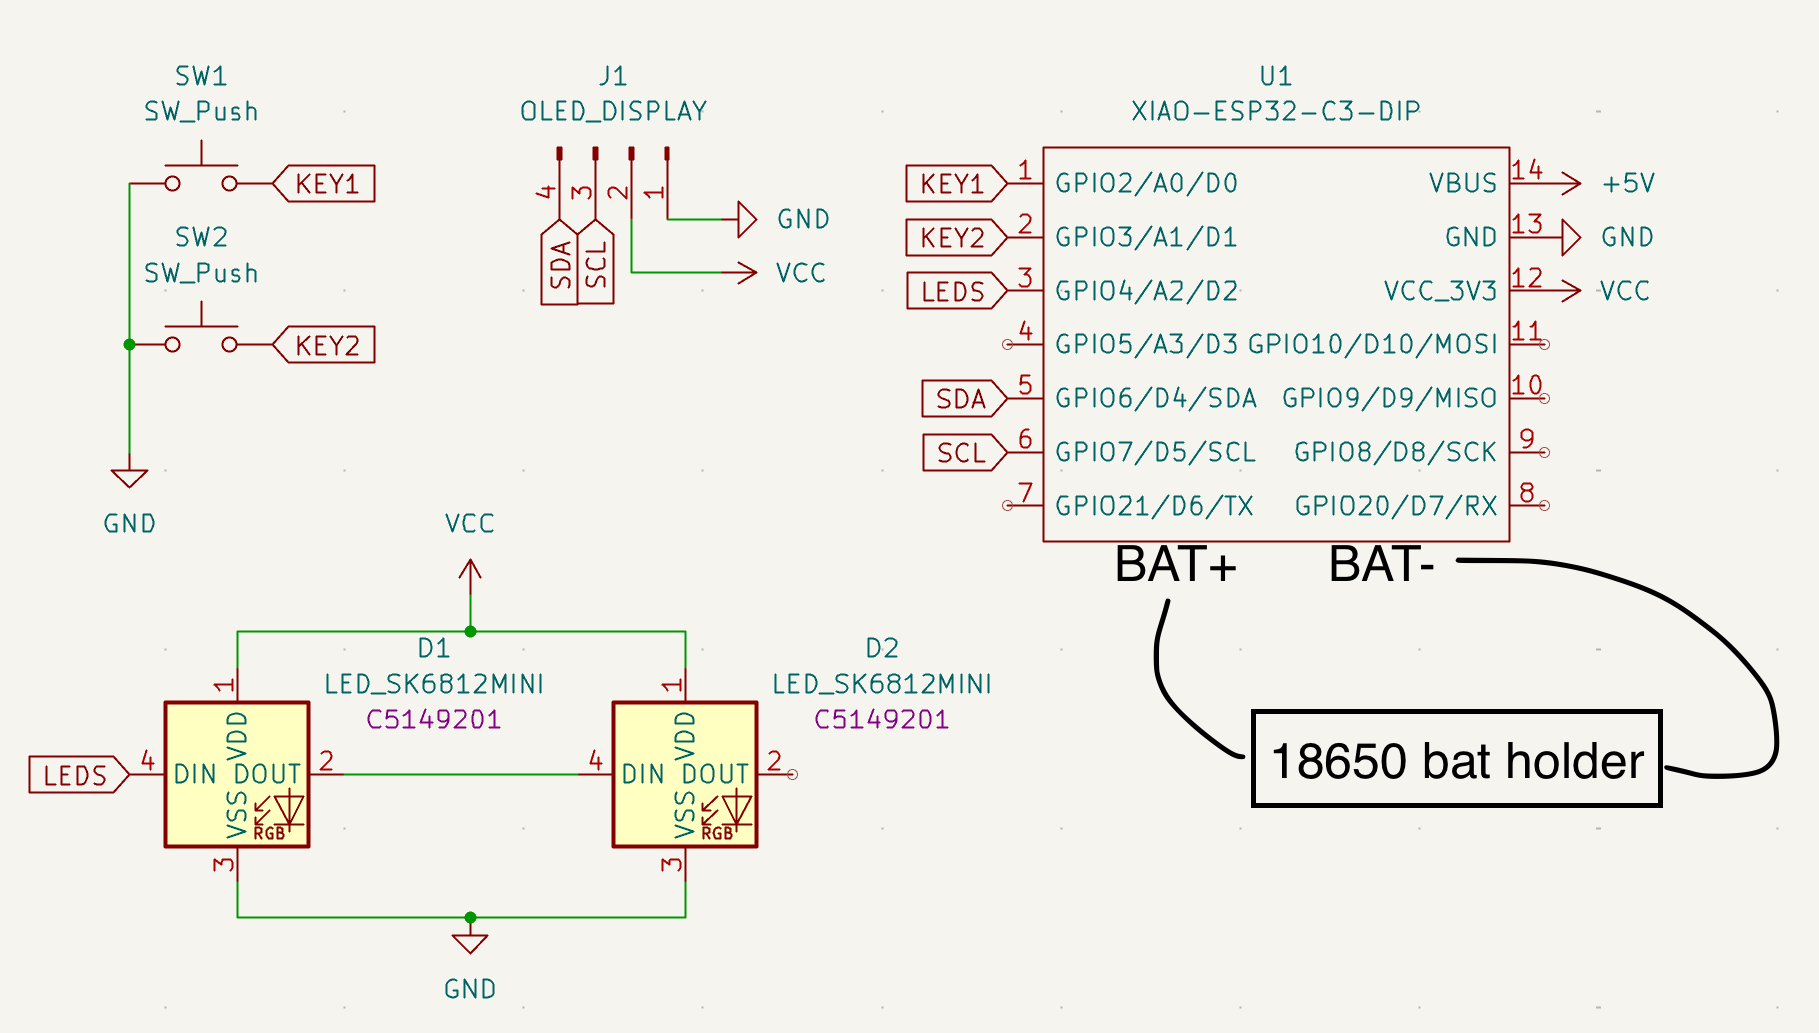 SW1
SW_Push
KEY1
SW2
SW_Push
KEY2
GND
J1
OLED_DISPLAY
4
3
2
1
SDA
SCL
GND
VCC
U1
XIAO-ESP32-C3-DIP
KEY1 1 GPIO2/A0/D0 VBUS 14 +5V
KEY2 2 GPIO3/A1/D1 GND 13 GND
LEDS 3 GPIO4/A2/D2 VCC_3V3 12 VCC
4 GPIO5/A3/D3 GPIO10/D10/MOSI 11
SDA 5 GPIO6/D4/SDA GPIO9/D9/MISO 10
SCL 6 GPIO7/D5/SCL GPIO8/D8/SCK 9
7 GPIO21/D6/TX GPIO20/D7/RX 8
BAT+ BAT-
18650 bat holder
VCC
D1
LED_SK6812MINI
C5149201
1
VDD
LEDS 4 DIN DOUT 2
VSS
RGB
3
D2
LED_SK6812MINI
C5149201
1
VDD
4 DIN DOUT 2
VSS
RGB
3
GND